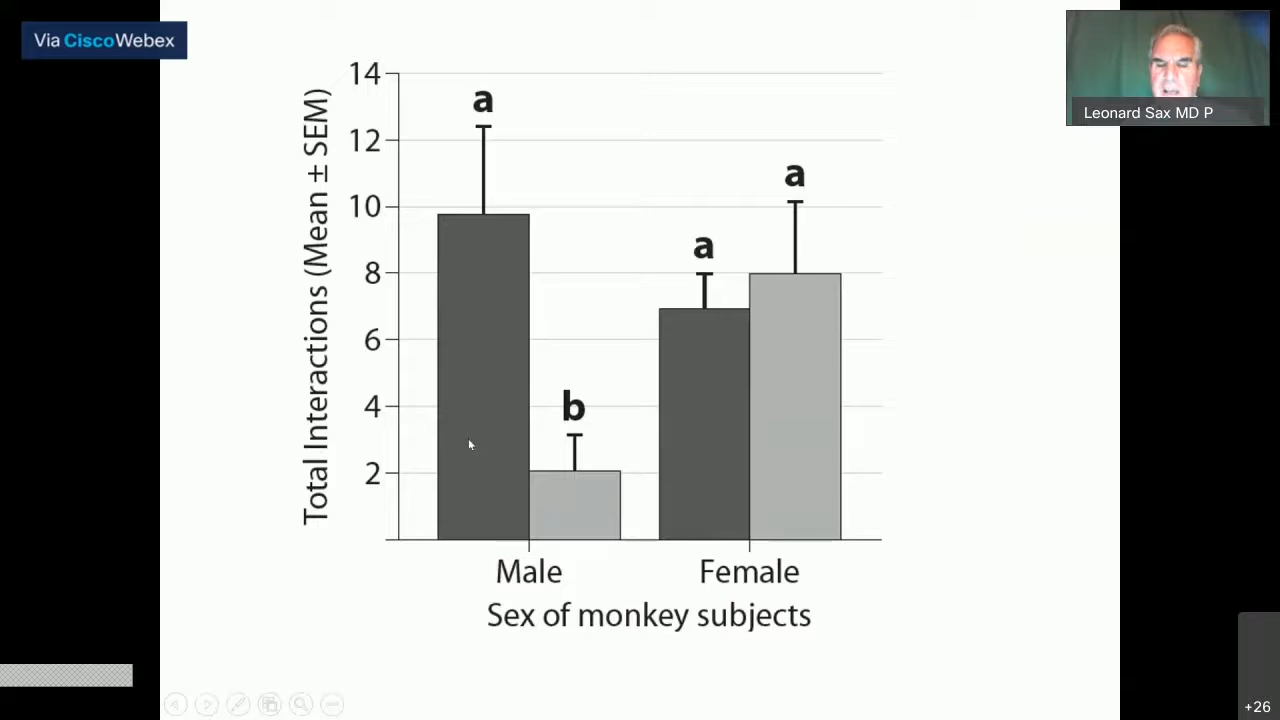 Via CiscoWebex
Leonard Sax MD P
Total Interactions (Mean ± SEM)
14
12
10
8
6
4
2
a
b
a
a
Male
Female
Sex of monkey subjects
+26